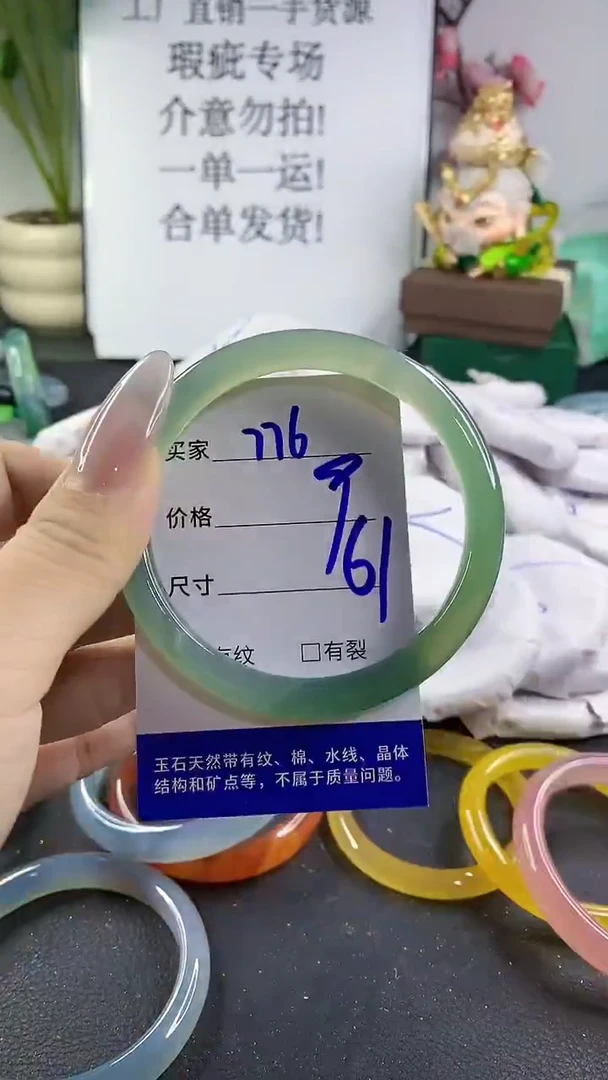 工厂直销一手货源
瑕疵专场
介意勿拍!
一单一运!
合单发货!
买家 776
价格
尺寸 61
有纹 □有裂
玉石天然带有纹、棉、水线、晶体
结构和矿点等，不属于质量问题。